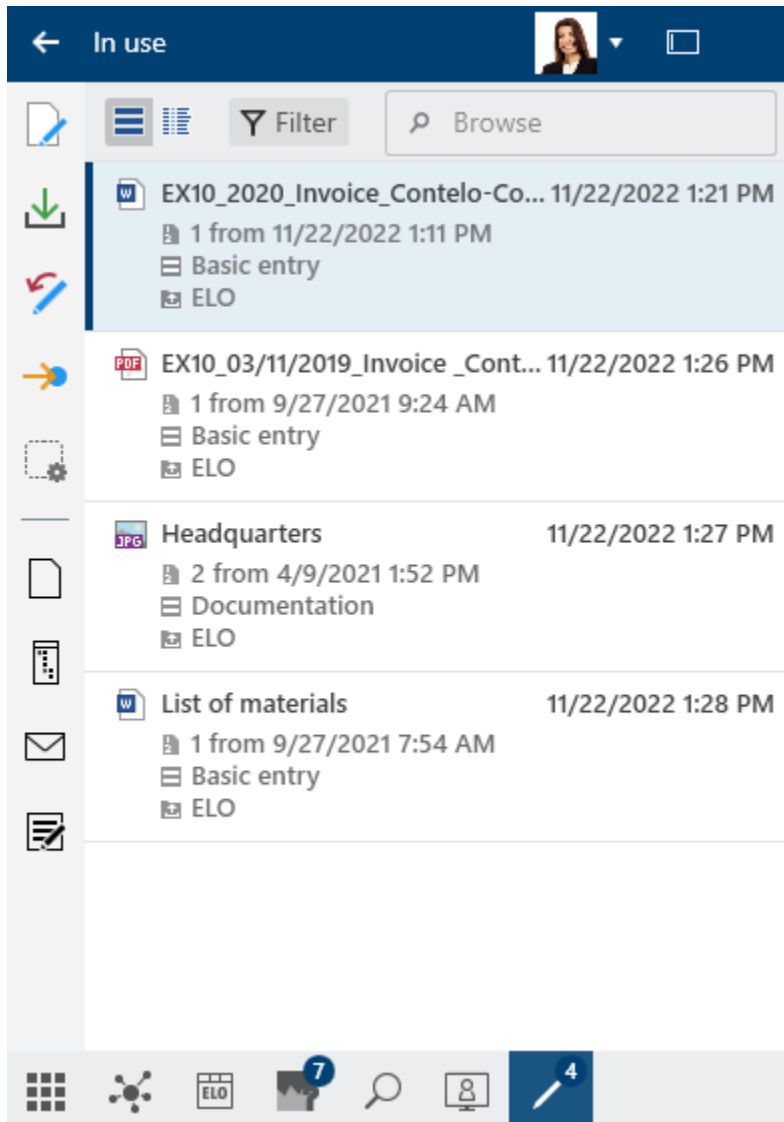 In use
Filter
Browse
EX10_2020_Invoice_Contelo-Co... 11/22/2022 1:21 PM
1 from 11/22/2022 1:11 PM
Basic entry
ELO
PDF
EX10_03/11/2019_Invoice _Cont... 11/22/2022 1:26 PM
1 from 9/27/2021 9:24 AM
Basic entry
ELO
JPG
Headquarters 11/22/2022 1:27 PM
2 from 4/9/2021 1:52 PM
Documentation
ELO
W
List of materials 11/22/2022 1:28 PM
1 from 9/27/2021 7:54 AM
Basic entry
ELO
ELO
7
4